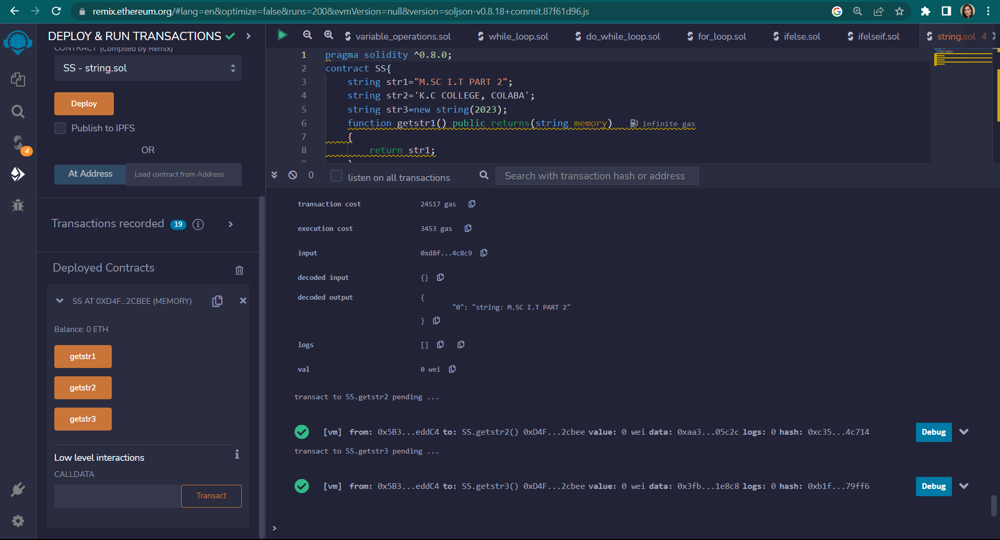 remix.ethereum.org/#lang=en&optimize=false&runs=200&evmVersion=null&version=soljson-v0.8.18+commit.87f61d96.js
DEPLOY & RUN TRANSACTIONS
CONTRACT (Compiled by Remix)
SS - string.sol
Deploy
Publish to IPFS
OR
At Address Load contract from Address
Transactions recorded 19
Deployed Contracts
SS AT 0XD4F...2CBEE (MEMORY)
Balance: 0 ETH
getstr1
getstr2
getstr3
Low level interactions
CALLDATA
Transact
4
variable_operations.sol while_loop.sol do_while_loop.sol for_loop.sol ifelse.sol ifelseif.sol string.sol 4
1 pragma solidity ^0.8.0;
2 contract SS{
3 string str1="M.SC I.T PART 2";
4 string str2='K.C COLLEGE, COLABA';
5 string str3=new string(2023);
6 function getstr1() public returns(string memory) infinite gas
7 {
8 return str1;
0 listen on all transactions Search with transaction hash or address
transaction cost 24517 gas
execution cost 3453 gas
input 0xd8f...4c8c9
decoded input {}
decoded output {
"0": "string: M.SC I.T PART 2"
}
logs []
val 0 wei
transact to SS.getstr2 pending ...
[vm] from: 0x5B3...eddC4 to: SS.getstr2() 0xD4F...2cbee value: 0 wei data: 0xaa3...05c2c logs: 0 hash: 0xc35...4c714 Debug
transact to SS.getstr3 pending ...
[vm] from: 0x5B3...eddC4 to: SS.getstr3() 0xD4F...2cbee value: 0 wei data: 0x3fb...1e8c8 logs: 0 hash: 0xb1f...79ff6 Debug
>